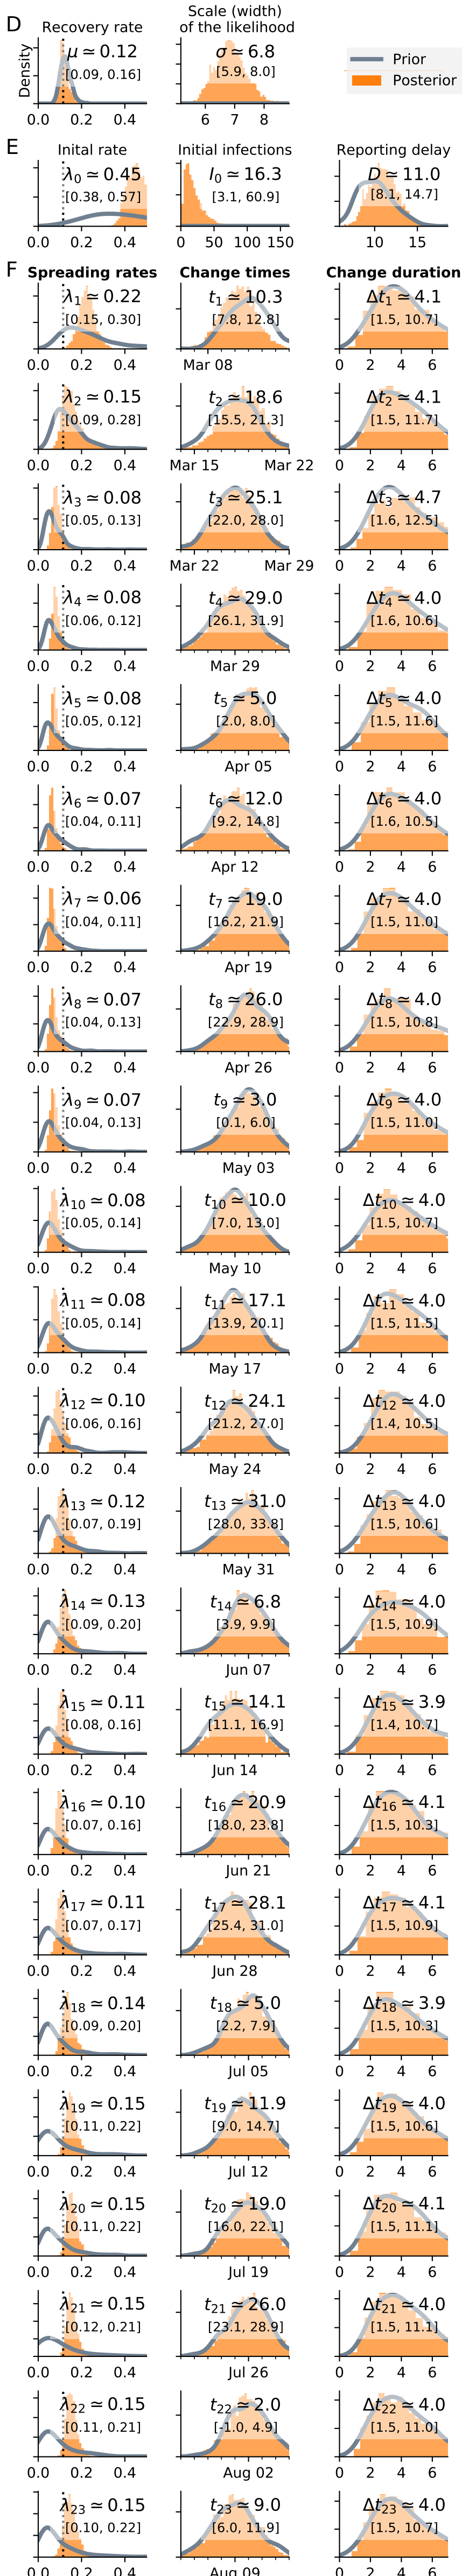 D
Recovery rate
Scale (width)
of the likelihood
Density
μ ≃ 0.12
[0.09, 0.16]
σ ≃ 6.8
[5.9, 8.0]
Prior
Posterior
0.0 0.2 0.4
6 7 8
E
Inital rate
Initial infections
Reporting delay
λ0 ≃ 0.45
[0.38, 0.57]
I0 ≃ 16.3
[3.1, 60.9]
D ≃ 11.0
[8.1, 14.7]
0.0 0.2 0.4
0 50 100 150
10 15
F
Spreading rates
Change times
Change duration
λ1 ≃ 0.22
[0.15, 0.30]
t1 ≃ 10.3
[7.8, 12.8]
Δt1 ≃ 4.1
[1.5, 10.7]
0.0 0.2 0.4
Mar 08
0 2 4 6
λ2 ≃ 0.15
[0.09, 0.28]
t2 ≃ 18.6
[15.5, 21.3]
Δt2 ≃ 4.1
[1.5, 11.7]
0.0 0.2 0.4
Mar 15 Mar 22
0 2 4 6
λ3 ≃ 0.08
[0.05, 0.13]
t3 ≃ 25.1
[22.0, 28.0]
Δt3 ≃ 4.7
[1.6, 12.5]
0.0 0.2 0.4
Mar 22 Mar 29
0 2 4 6
λ4 ≃ 0.08
[0.06, 0.12]
t4 ≃ 29.0
[26.1, 31.9]
Δt4 ≃ 4.0
[1.6, 10.6]
0.0 0.2 0.4
Mar 29
0 2 4 6
λ5 ≃ 0.08
[0.05, 0.12]
t5 ≃ 5.0
[2.0, 8.0]
Δt5 ≃ 4.0
[1.5, 11.6]
0.0 0.2 0.4
Apr 05
0 2 4 6
λ6 ≃ 0.07
[0.04, 0.11]
t6 ≃ 12.0
[9.2, 14.8]
Δt6 ≃ 4.0
[1.6, 10.5]
0.0 0.2 0.4
Apr 12
0 2 4 6
λ7 ≃ 0.06
[0.04, 0.11]
t7 ≃ 19.0
[16.2, 21.9]
Δt7 ≃ 4.0
[1.5, 11.0]
0.0 0.2 0.4
Apr 19
0 2 4 6
λ8 ≃ 0.07
[0.04, 0.13]
t8 ≃ 26.0
[22.9, 28.9]
Δt8 ≃ 4.0
[1.5, 10.8]
0.0 0.2 0.4
Apr 26
0 2 4 6
λ9 ≃ 0.07
[0.04, 0.13]
t9 ≃ 3.0
[0.1, 6.0]
Δt9 ≃ 4.0
[1.5, 11.0]
0.0 0.2 0.4
May 03
0 2 4 6
λ10 ≃ 0.08
[0.05, 0.14]
t10 ≃ 10.0
[7.0, 13.0]
Δt10 ≃ 4.0
[1.5, 10.7]
0.0 0.2 0.4
May 10
0 2 4 6
λ11 ≃ 0.08
[0.05, 0.14]
t11 ≃ 17.1
[13.9, 20.1]
Δt11 ≃ 4.0
[1.5, 11.5]
0.0 0.2 0.4
May 17
0 2 4 6
λ12 ≃ 0.10
[0.06, 0.16]
t12 ≃ 24.1
[21.2, 27.0]
Δt12 ≃ 4.0
[1.4, 10.5]
0.0 0.2 0.4
May 24
0 2 4 6
λ13 ≃ 0.12
[0.07, 0.19]
t13 ≃ 31.0
[28.0, 33.8]
Δt13 ≃ 4.0
[1.5, 10.6]
0.0 0.2 0.4
May 31
0 2 4 6
λ14 ≃ 0.13
[0.09, 0.20]
t14 ≃ 6.8
[3.9, 9.9]
Δt14 ≃ 4.0
[1.5, 10.9]
0.0 0.2 0.4
Jun 07
0 2 4 6
λ15 ≃ 0.11
[0.08, 0.16]
t15 ≃ 14.1
[11.1, 16.9]
Δt15 ≃ 3.9
[1.4, 10.7]
0.0 0.2 0.4
Jun 14
0 2 4 6
λ16 ≃ 0.10
[0.07, 0.16]
t16 ≃ 20.9
[18.0, 23.8]
Δt16 ≃ 4.1
[1.5, 10.3]
0.0 0.2 0.4
Jun 21
0 2 4 6
λ17 ≃ 0.11
[0.07, 0.17]
t17 ≃ 28.1
[25.4, 31.0]
Δt17 ≃ 4.1
[1.5, 10.9]
0.0 0.2 0.4
Jun 28
0 2 4 6
λ18 ≃ 0.14
[0.09, 0.20]
t18 ≃ 5.0
[2.2, 7.9]
Δt18 ≃ 3.9
[1.5, 10.3]
0.0 0.2 0.4
Jul 05
0 2 4 6
λ19 ≃ 0.15
[0.11, 0.22]
t19 ≃ 11.9
[9.0, 14.7]
Δt19 ≃ 4.0
[1.5, 10.6]
0.0 0.2 0.4
Jul 12
0 2 4 6
λ20 ≃ 0.15
[0.11, 0.22]
t20 ≃ 19.0
[16.0, 22.1]
Δt20 ≃ 4.1
[1.5, 11.1]
0.0 0.2 0.4
Jul 19
0 2 4 6
λ21 ≃ 0.15
[0.12, 0.21]
t21 ≃ 26.0
[23.1, 28.9]
Δt21 ≃ 4.0
[1.5, 11.1]
0.0 0.2 0.4
Jul 26
0 2 4 6
λ22 ≃ 0.15
[0.11, 0.21]
t22 ≃ 2.0
[-1.0, 4.9]
Δt22 ≃ 4.0
[1.5, 11.0]
0.0 0.2 0.4
Aug 02
0 2 4 6
λ23 ≃ 0.15
[0.10, 0.22]
t23 ≃ 9.0
[6.0, 11.9]
Δt23 ≃ 4.0
[1.5, 10.7]
0.0 0.2 0.4
Aug 09
0 2 4 6